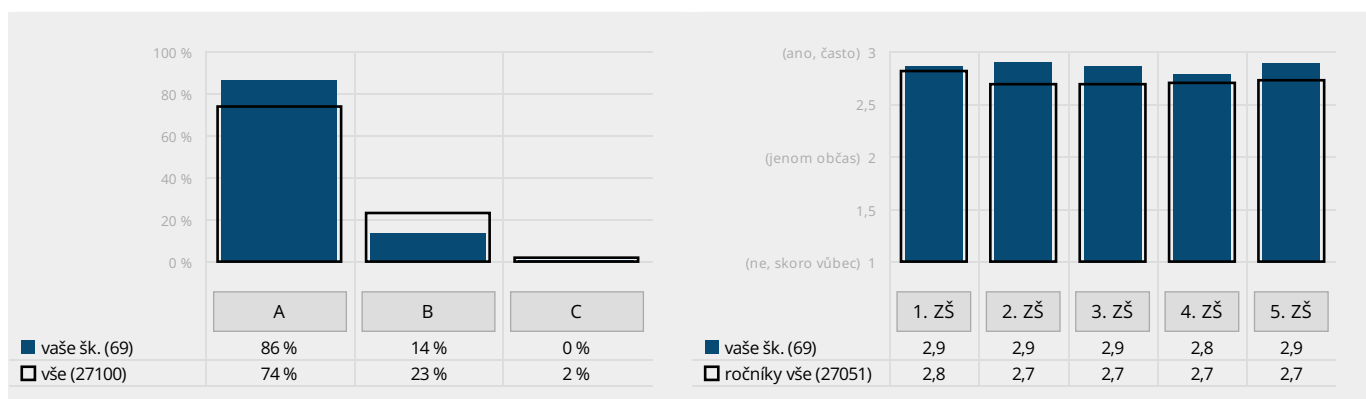 100 %
80 %
60 %
40 %
20 %
0 %
A B C
vaše šk. (69) 86 % 14 % 0 %
vše (27100) 74 % 23 % 2 %
(ano, často) 3
2,5
(jenom občas) 2
1,5
(ne, skoro vůbec) 1
1. ZŠ 2. ZŠ 3. ZŠ 4. ZŠ 5. ZŠ
vaše šk. (69) 2,9 2,9 2,9 2,8 2,9
ročníky vše (27051) 2,8 2,7 2,7 2,7 2,7